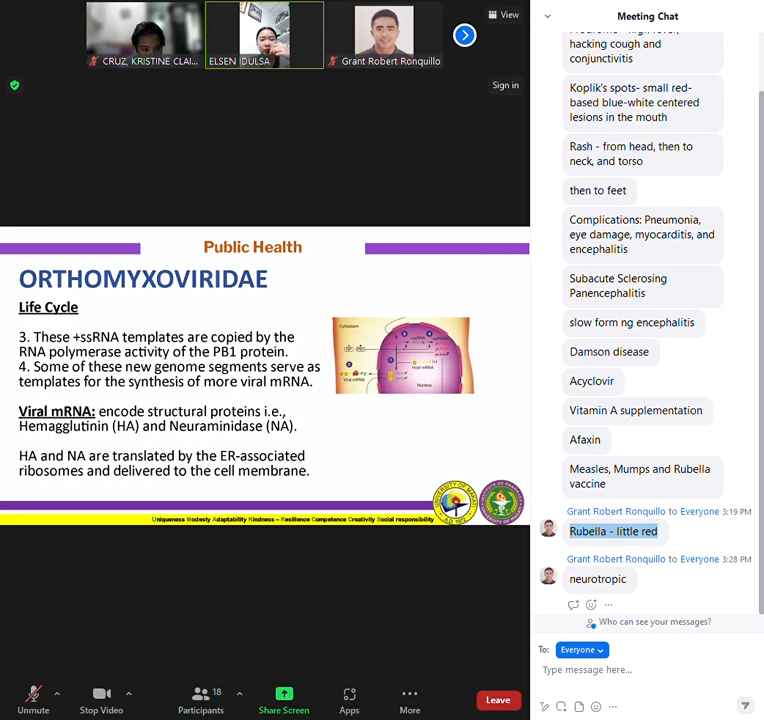 CRUZ, KRISTINE CLAI...
ELSEN IDULSA
Grant Robert Ronquillo
View
Sign in
Public Health
ORTHOMYXOVIRIDAE
Life Cycle
3. These +ssRNA templates are copied by the
RNA polymerase activity of the PB1 protein.
4. Some of these new genome segments serve as
templates for the synthesis of more viral mRNA.
Viral mRNA: encode structural proteins i.e.,
Hemagglutinin (HA) and Neuraminidase (NA).
HA and NA are translated by the ER-associated
ribosomes and delivered to the cell membrane.
Cytoplasm
Viral mRNA
Host mRNA
Nucleus
Uniqueness Modesty Adaptability Kindness – Resilience Competence Creativity Social responsibility
Unmute
Stop Video
Participants
18
Share Screen
Apps
More
Leave
Meeting Chat
hacking cough and
conjunctivitis
Koplik's spots- small red-
based blue-white centered
lesions in the mouth
Rash - from head, then to
neck, and torso
then to feet
Complications: Pneumonia,
eye damage, myocarditis, and
encephalitis
Subacute Sclerosing
Panencephalitis
slow form ng encephalitis
Damson disease
Acyclovir
Vitamin A supplementation
Afaxin
Measles, Mumps and Rubella
vaccine
Grant Robert Ronquillo to Everyone 3:19 PM
Rubella - little red
Grant Robert Ronquillo to Everyone 3:28 PM
neurotropic
Who can see your messages?
To: Everyone
Type message here...